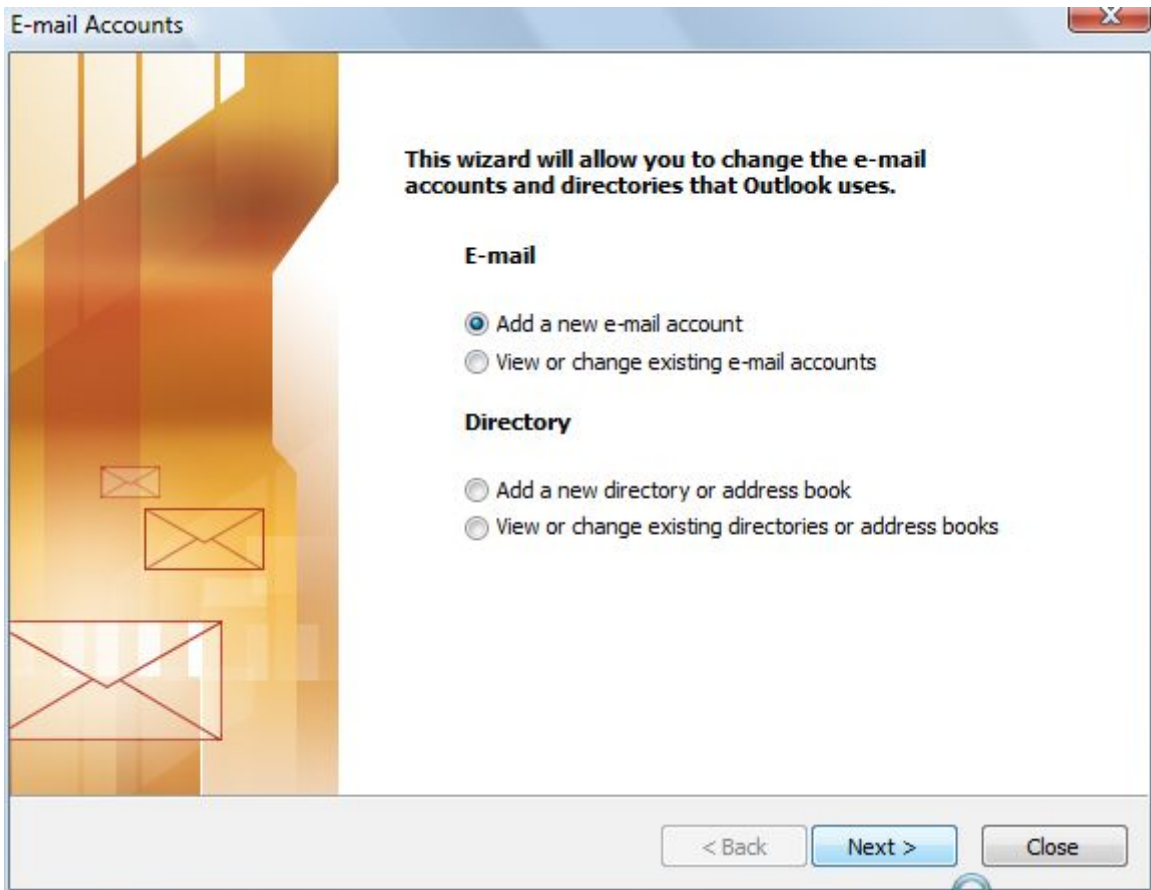 E-mail Accounts
This wizard will allow you to change the e-mail
accounts and directories that Outlook uses.
E-mail
Add a new e-mail account
View or change existing e-mail accounts
Directory
Add a new directory or address book
View or change existing directories or address books
< Back Next > Close